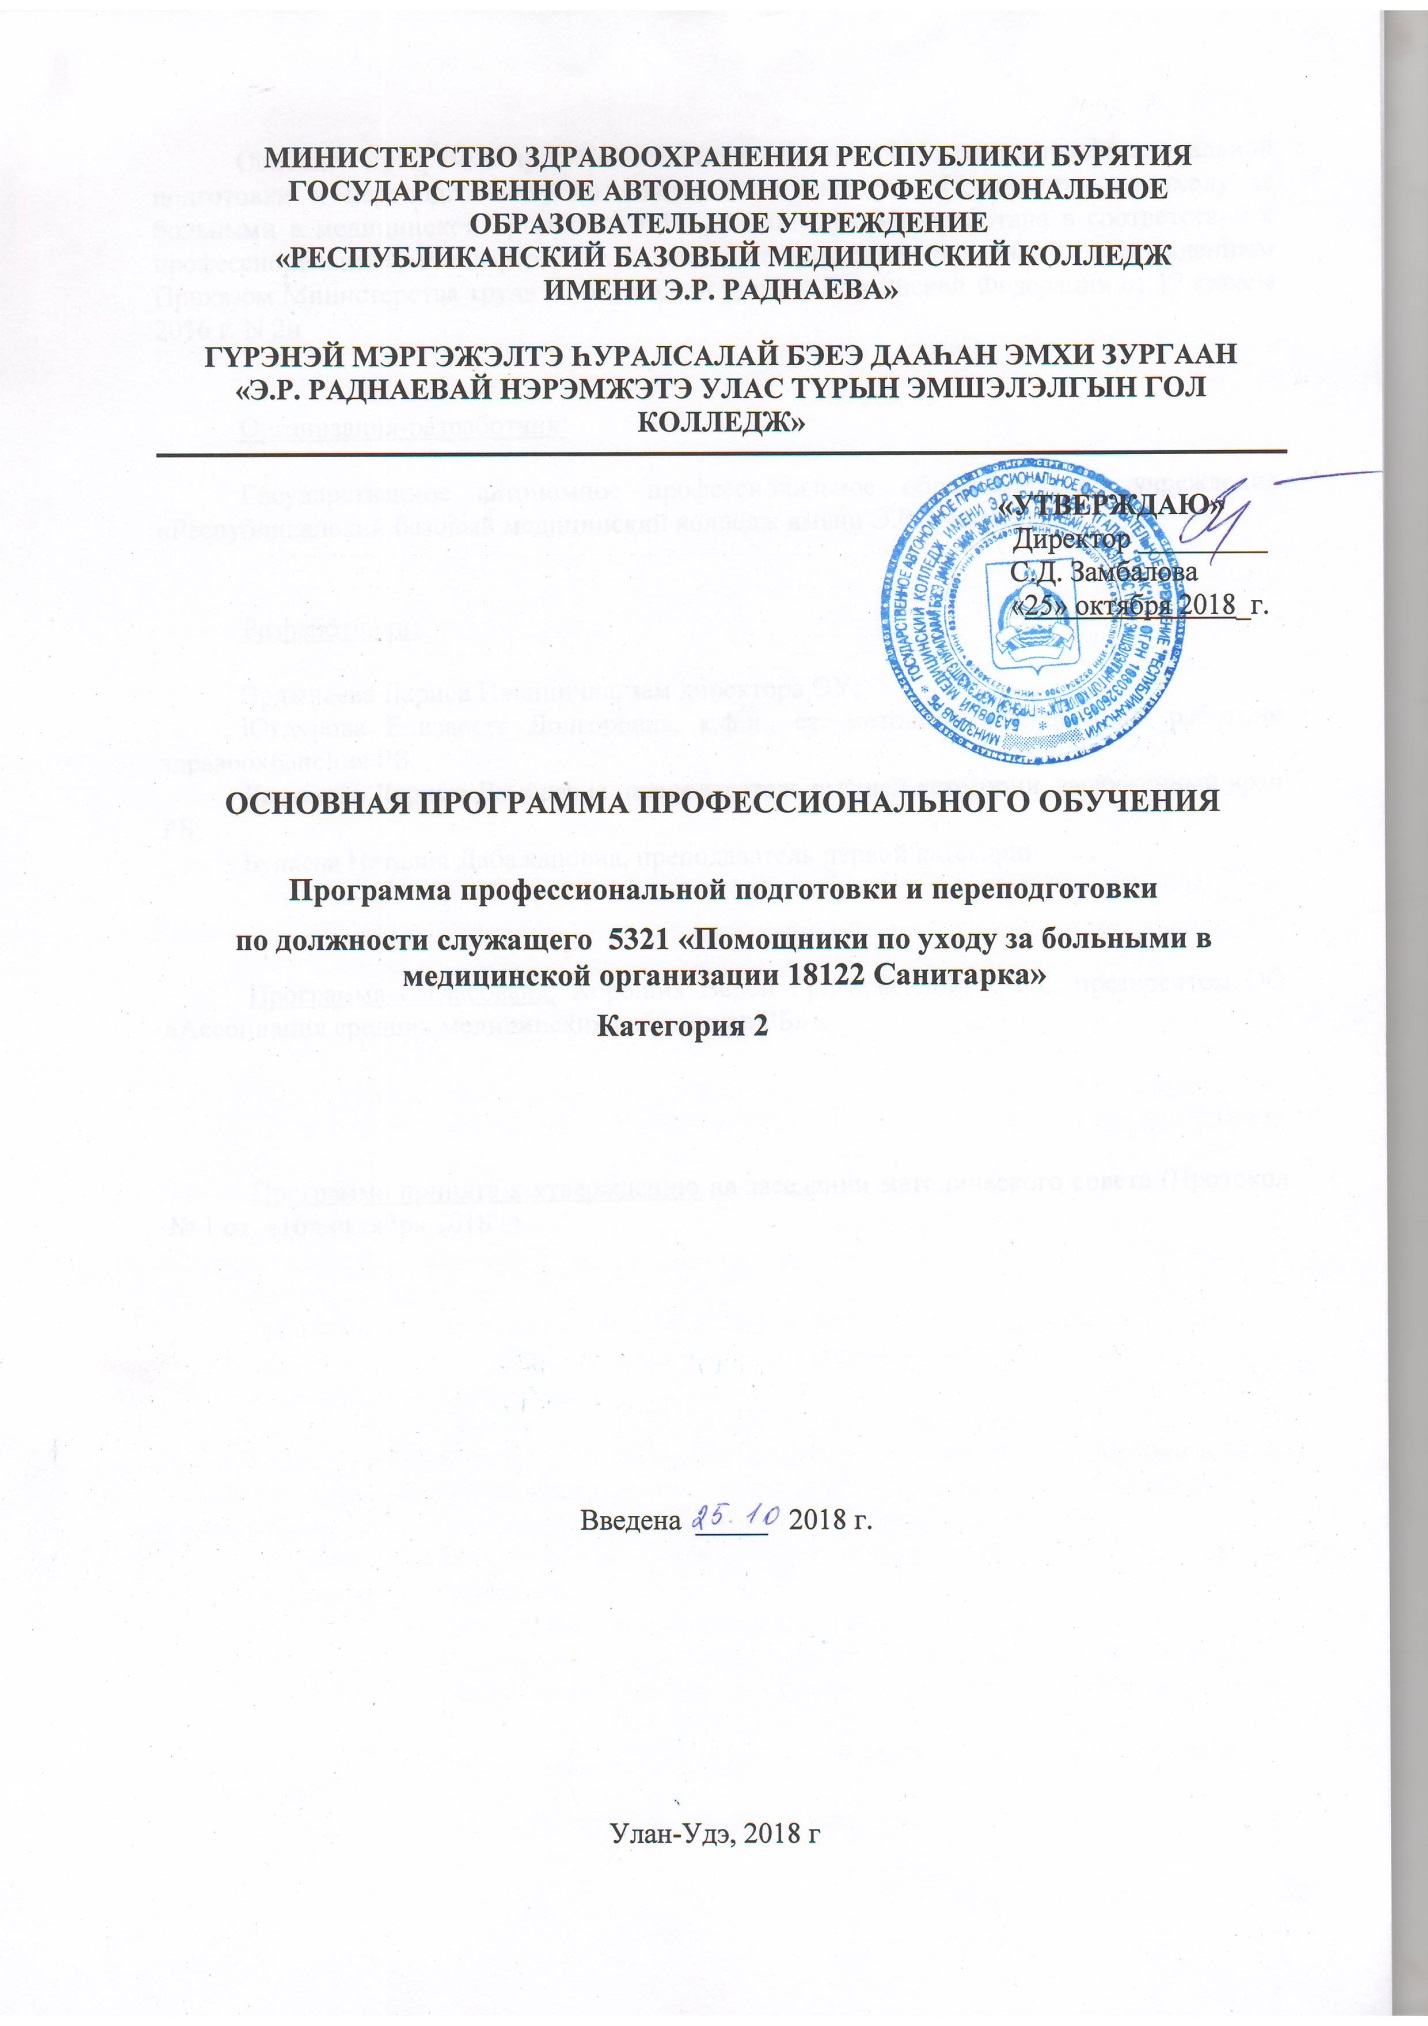 МИНИСТЕРСТВО ЗДРАВООХРАНЕНИЯ РЕСПУБЛИКИ БУРЯТИЯ
ГОСУДАРСТВЕННОЕ АВТОНОМНОЕ ПРОФЕССИОНАЛЬНОЕ
ОБРАЗОВАТЕЛЬНОЕ УЧРЕЖДЕНИЕ
«РЕСПУБЛИКАНСКИЙ БАЗОВЫЙ МЕДИЦИНСКИЙ КОЛЛЕДЖ
ИМЕНИ Э.Р. РАДНАЕВА»
ГҮРЭНЭЙ МЭРГЭЖЭЛТЭ ҺУРАЛСАЛАЙ БЭЕЭ ДААҺАН ЭМХИ ЗУРГААН
«Э.Р. РАДНАЕВАЙ НЭРЭМЖЭТЭ УЛАС ТҮРЫН ЭМШЭЛЭЛГЫН ГОЛ
КОЛЛЕДЖ»
«УТВЕРЖДАЮ»
Директор _________
С.Д. Замбалова
«25» октября 2018_г.
ОСНОВНАЯ ПРОГРАММА ПРОФЕССИОНАЛЬНОГО ОБУЧЕНИЯ
Программа профессиональной подготовки и переподготовки
по должности служащего 5321 «Помощники по уходу за больными в
медицинской организации 18122 Санитарка»
Категория 2
Введена 25.10 2018 г.
Улан-Удэ, 2018 г